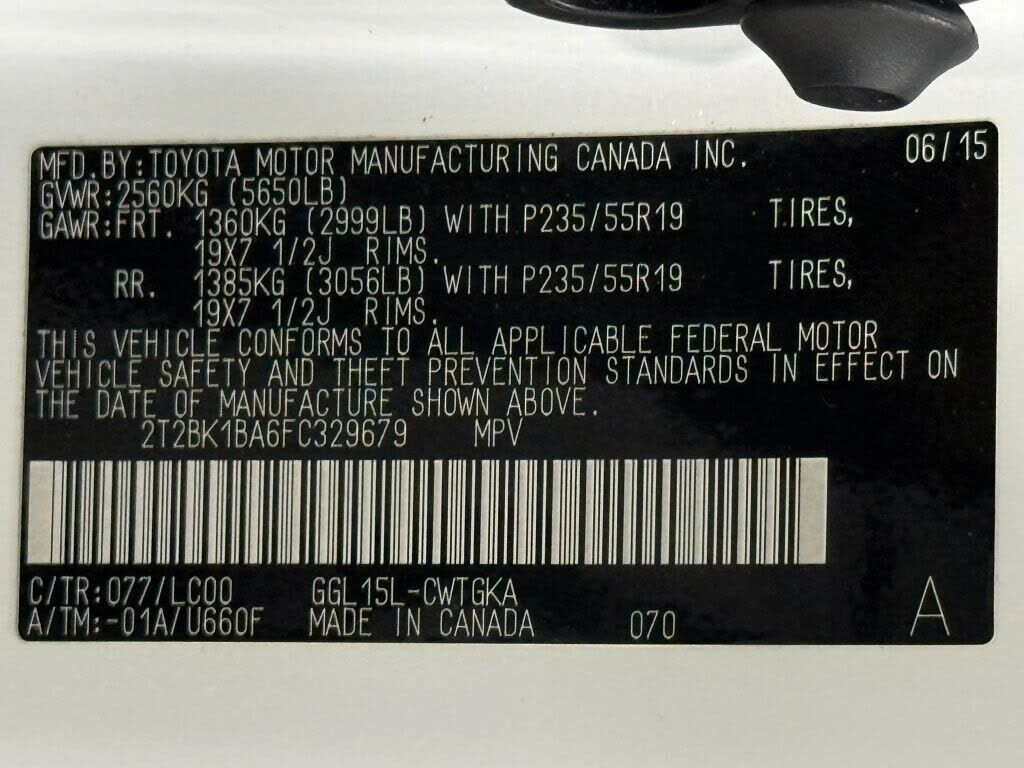 MFD.BY:TOYOTA MOTOR MANUFACTURING CANADA INC. 06/15
GVWR:2560KG (5650LB)
GAWR:FRT. 1360KG (2999LB) WITH P235/55R19 TIRES,
19X7 1/2J RIMS.
RR. 1385KG (3056LB) WITH P235/55R19 TIRES,
19X7 1/2J RIMS.
THIS VEHICLE CONFORMS TO ALL APPLICABLE FEDERAL MOTOR
VEHICLE SAFETY AND THEFT PREVENTION STANDARDS IN EFFECT ON
THE DATE OF MANUFACTURE SHOWN ABOVE.
2T2BK1BA6FC329679 MPV
C/TR:077/LC00 GGL15L-CWTGKA
A/TM:-01A/U660F MADE IN CANADA 070 A